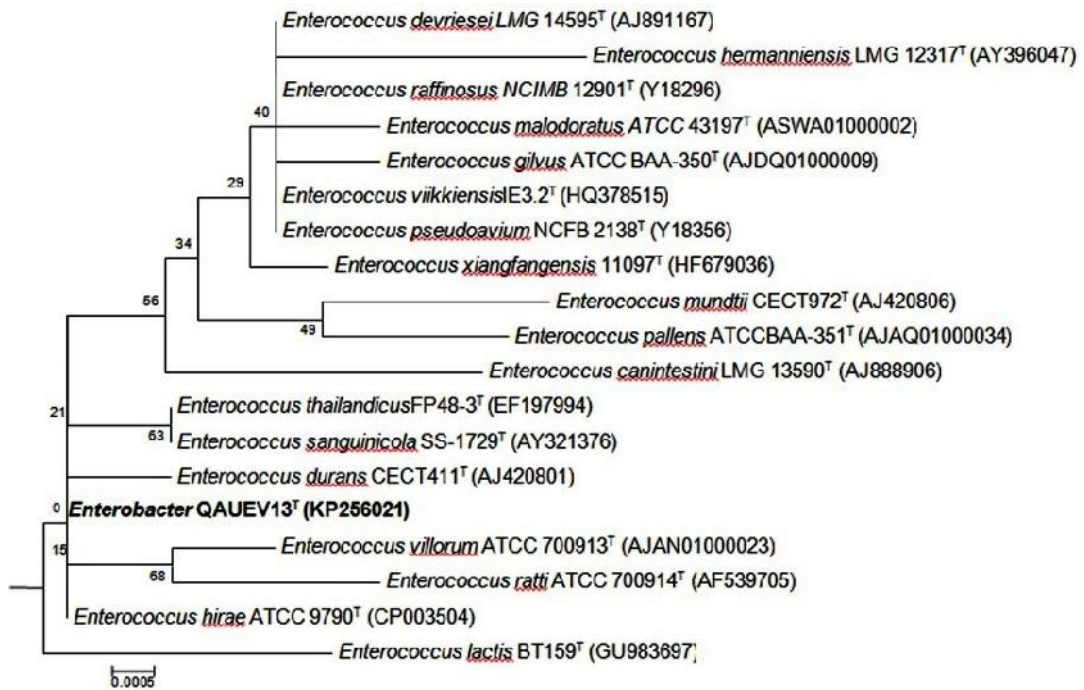 Enterococcus devriesei LMG 14595ᵀ (AJ891167)
Enterococcus hermanniensis LMG 12317ᵀ (AY396047)
Enterococcus raffinosus NCIMB 12901ᵀ (Y18296)
40
Enterococcus malodoratus ATCC 43197ᵀ (ASWA01000002)
Enterococcus gilvus ATCC BAA-350ᵀ (AJDQ01000009)
29
Enterococcus viikkiensisIE3.2ᵀ (HQ378515)
Enterococcus pseudoavium NCFB 2138ᵀ (Y18356)
34
Enterococcus xiangfangensis 11097ᵀ (HF679036)
56
Enterococcus mundtii CECT972ᵀ (AJ420806)
49
Enterococcus pallens ATCCBAA-351ᵀ (AJAQ01000034)
Enterococcus canintestini LMG 13590ᵀ (AJ888906)
21
Enterococcus thailandicusFP48-3ᵀ (EF197994)
63
Enterococcus sanguinicola SS-1729ᵀ (AY321376)
Enterococcus durans CECT411ᵀ (AJ420801)
0
Enterobacter QAUEV13ᵀ (KP256021)
15
Enterococcus villorum ATCC 700913ᵀ (AJAN01000023)
68
Enterococcus ratti ATCC 700914ᵀ (AF539705)
Enterococcus hirae ATCC 9790ᵀ (CP003504)
Enterococcus lactis BT159ᵀ (GU983697)
0.0005